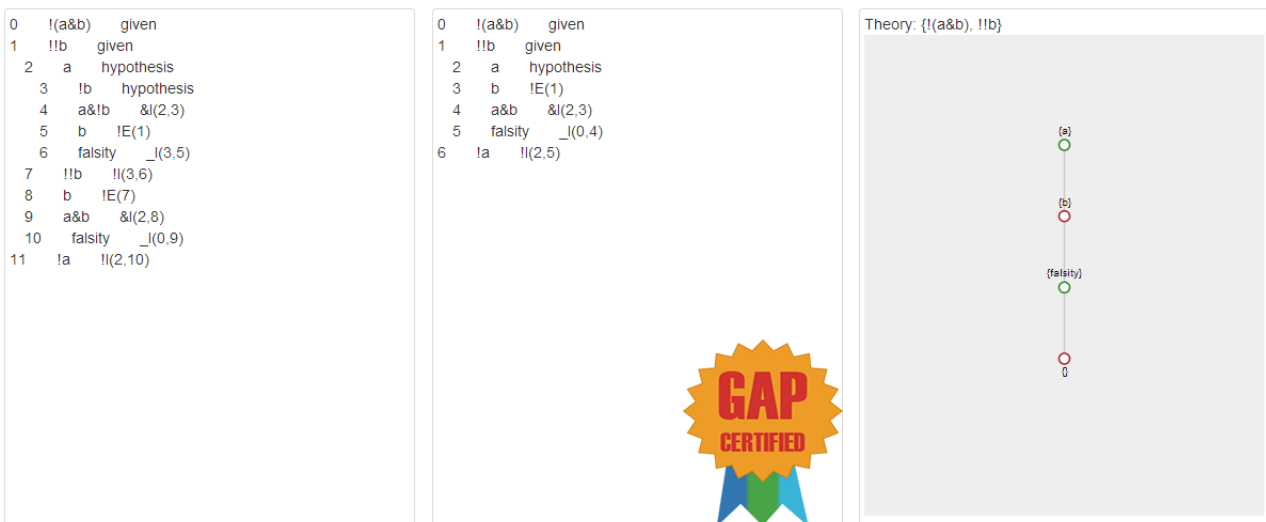 0 !(a&b) given
1 !!b given
2 a hypothesis
3 !b hypothesis
4 a&!b &I(2,3)
5 b !E(1)
6 falsity _I(3,5)
7 !!b !I(3,6)
8 b !E(7)
9 a&b &I(2,8)
10 falsity _I(0,9)
11 !a !I(2,10)
0 !(a&b) given
1 !!b given
2 a hypothesis
3 b !E(1)
4 a&b &I(2,3)
5 falsity _I(0,4)
6 !a !I(2,5)
GAP
CERTIFIED
Theory: {!(a&b), !!b}
{a}
{b}
{falsity}
{}